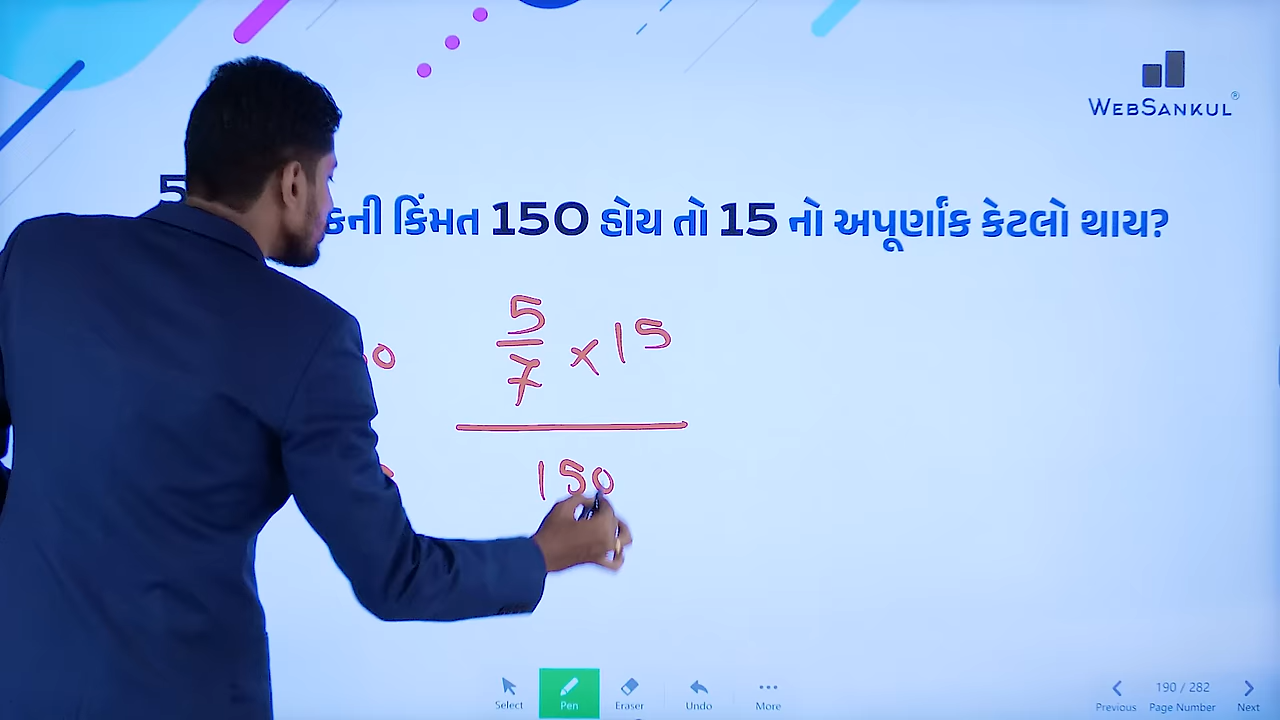 WEBSANKUL®
5
કની કિંમત 150 હોય તો 15 નો અપૂર્ણાંક કેટલો થાય?
5
7
× 15
0
150
Select Pen Eraser Undo More
190 / 282
Previous Page Number Next